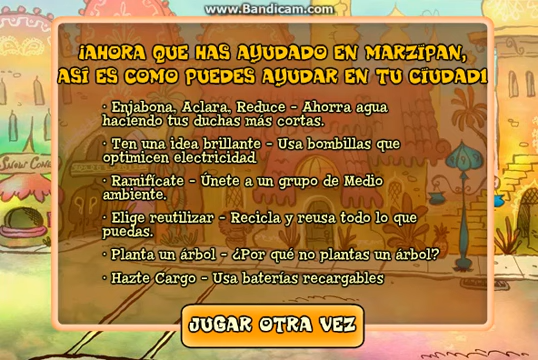 www.Bandicam.com
¡AHORA QUE HAS AYUDADO EN MARZIPAN,
ASÍ ES COMO PUEDES AYUDAR EN TU CIUDAD!
· Enjabona, Aclara, Reduce – Ahorra agua
haciendo tus duchas más cortas.
· Ten una idea brillante – Usa bombillas que
optimicen electricidad
· Ramifícate – Únete a un grupo de Medio
ambiente.
· Elige reutilizar – Recicla y reusa todo lo que
puedas.
· Planta un árbol – ¿Por qué no plantas un árbol!?
· Hazte Cargo – Usa baterías recargables
SNOW CON
JUGAR OTRA VEZ